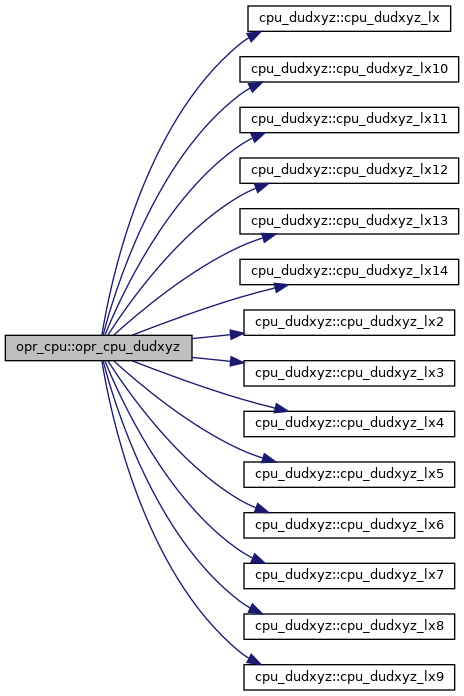 cpu_dudxyz::cpu_dudxyz_lx
cpu_dudxyz::cpu_dudxyz_lx10
cpu_dudxyz::cpu_dudxyz_lx11
cpu_dudxyz::cpu_dudxyz_lx12
cpu_dudxyz::cpu_dudxyz_lx13
cpu_dudxyz::cpu_dudxyz_lx14
cpu_dudxyz::cpu_dudxyz_lx2
opr_cpu::opr_cpu_dudxyz
cpu_dudxyz::cpu_dudxyz_lx3
cpu_dudxyz::cpu_dudxyz_lx4
cpu_dudxyz::cpu_dudxyz_lx5
cpu_dudxyz::cpu_dudxyz_lx6
cpu_dudxyz::cpu_dudxyz_lx7
cpu_dudxyz::cpu_dudxyz_lx8
cpu_dudxyz::cpu_dudxyz_lx9